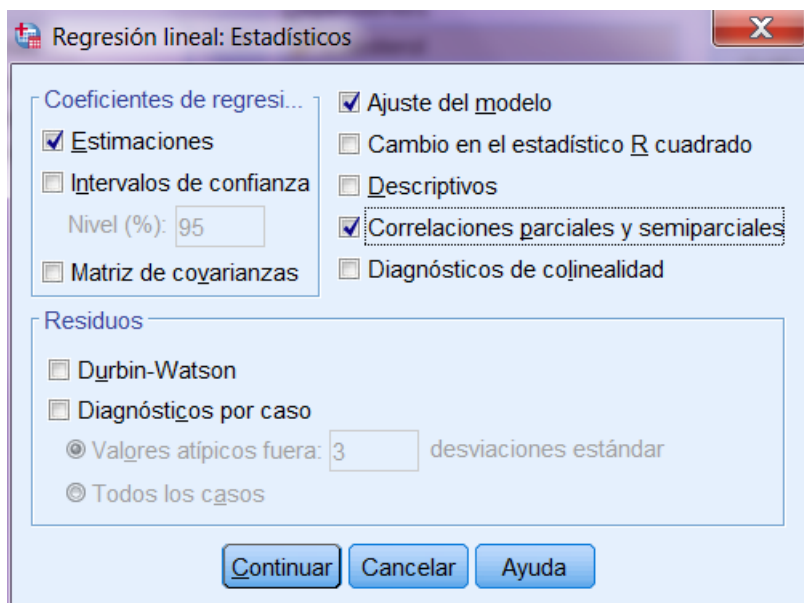 Regresión lineal: Estadísticos
Coeficientes de regresi...
Estimaciones
Intervalos de confianza
Nivel (%): 95
Matriz de covarianzas
Ajuste del modelo
Cambio en el estadístico R cuadrado
Descriptivos
Correlaciones parciales y semiparciales
Diagnósticos de colinealidad
Residuos
Durbin-Watson
Diagnósticos por caso
Valores atípicos fuera: 3 desviaciones estándar
Todos los casos
Continuar Cancelar Ayuda